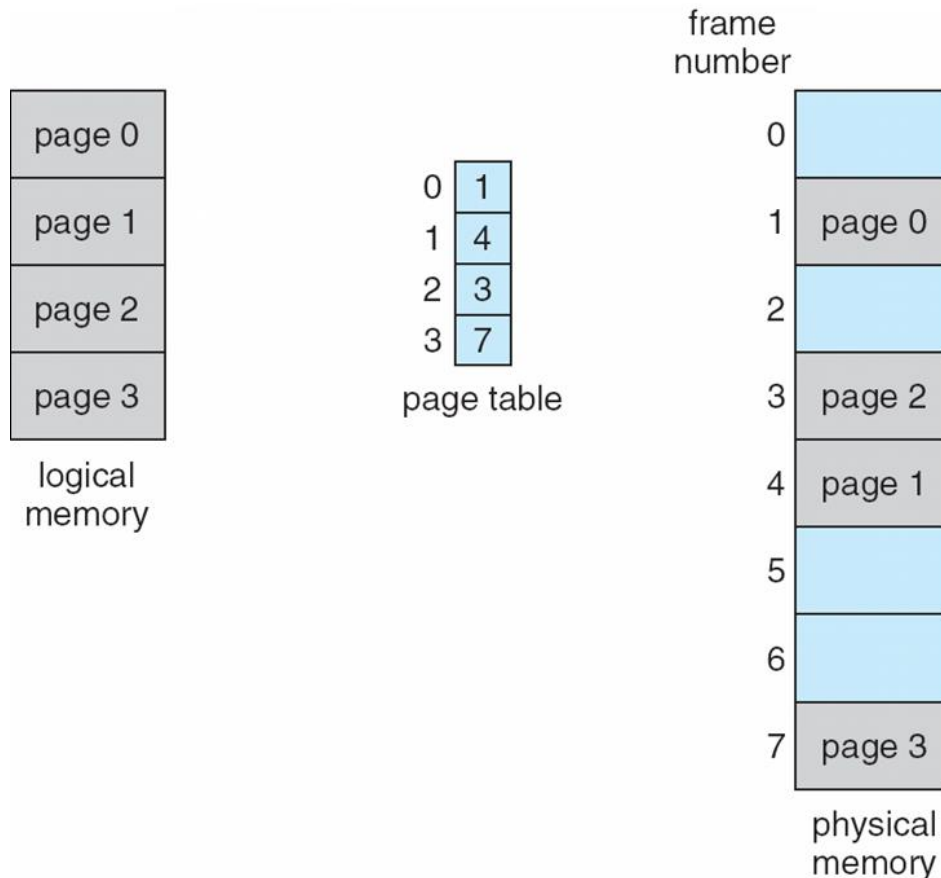 page 0
page 1
page 2
page 3
logical
memory
0 1
1 4
2 3
3 7
page table
frame
number
0
1 page 0
2
3 page 2
4 page 1
5
6
7 page 3
physical
memory